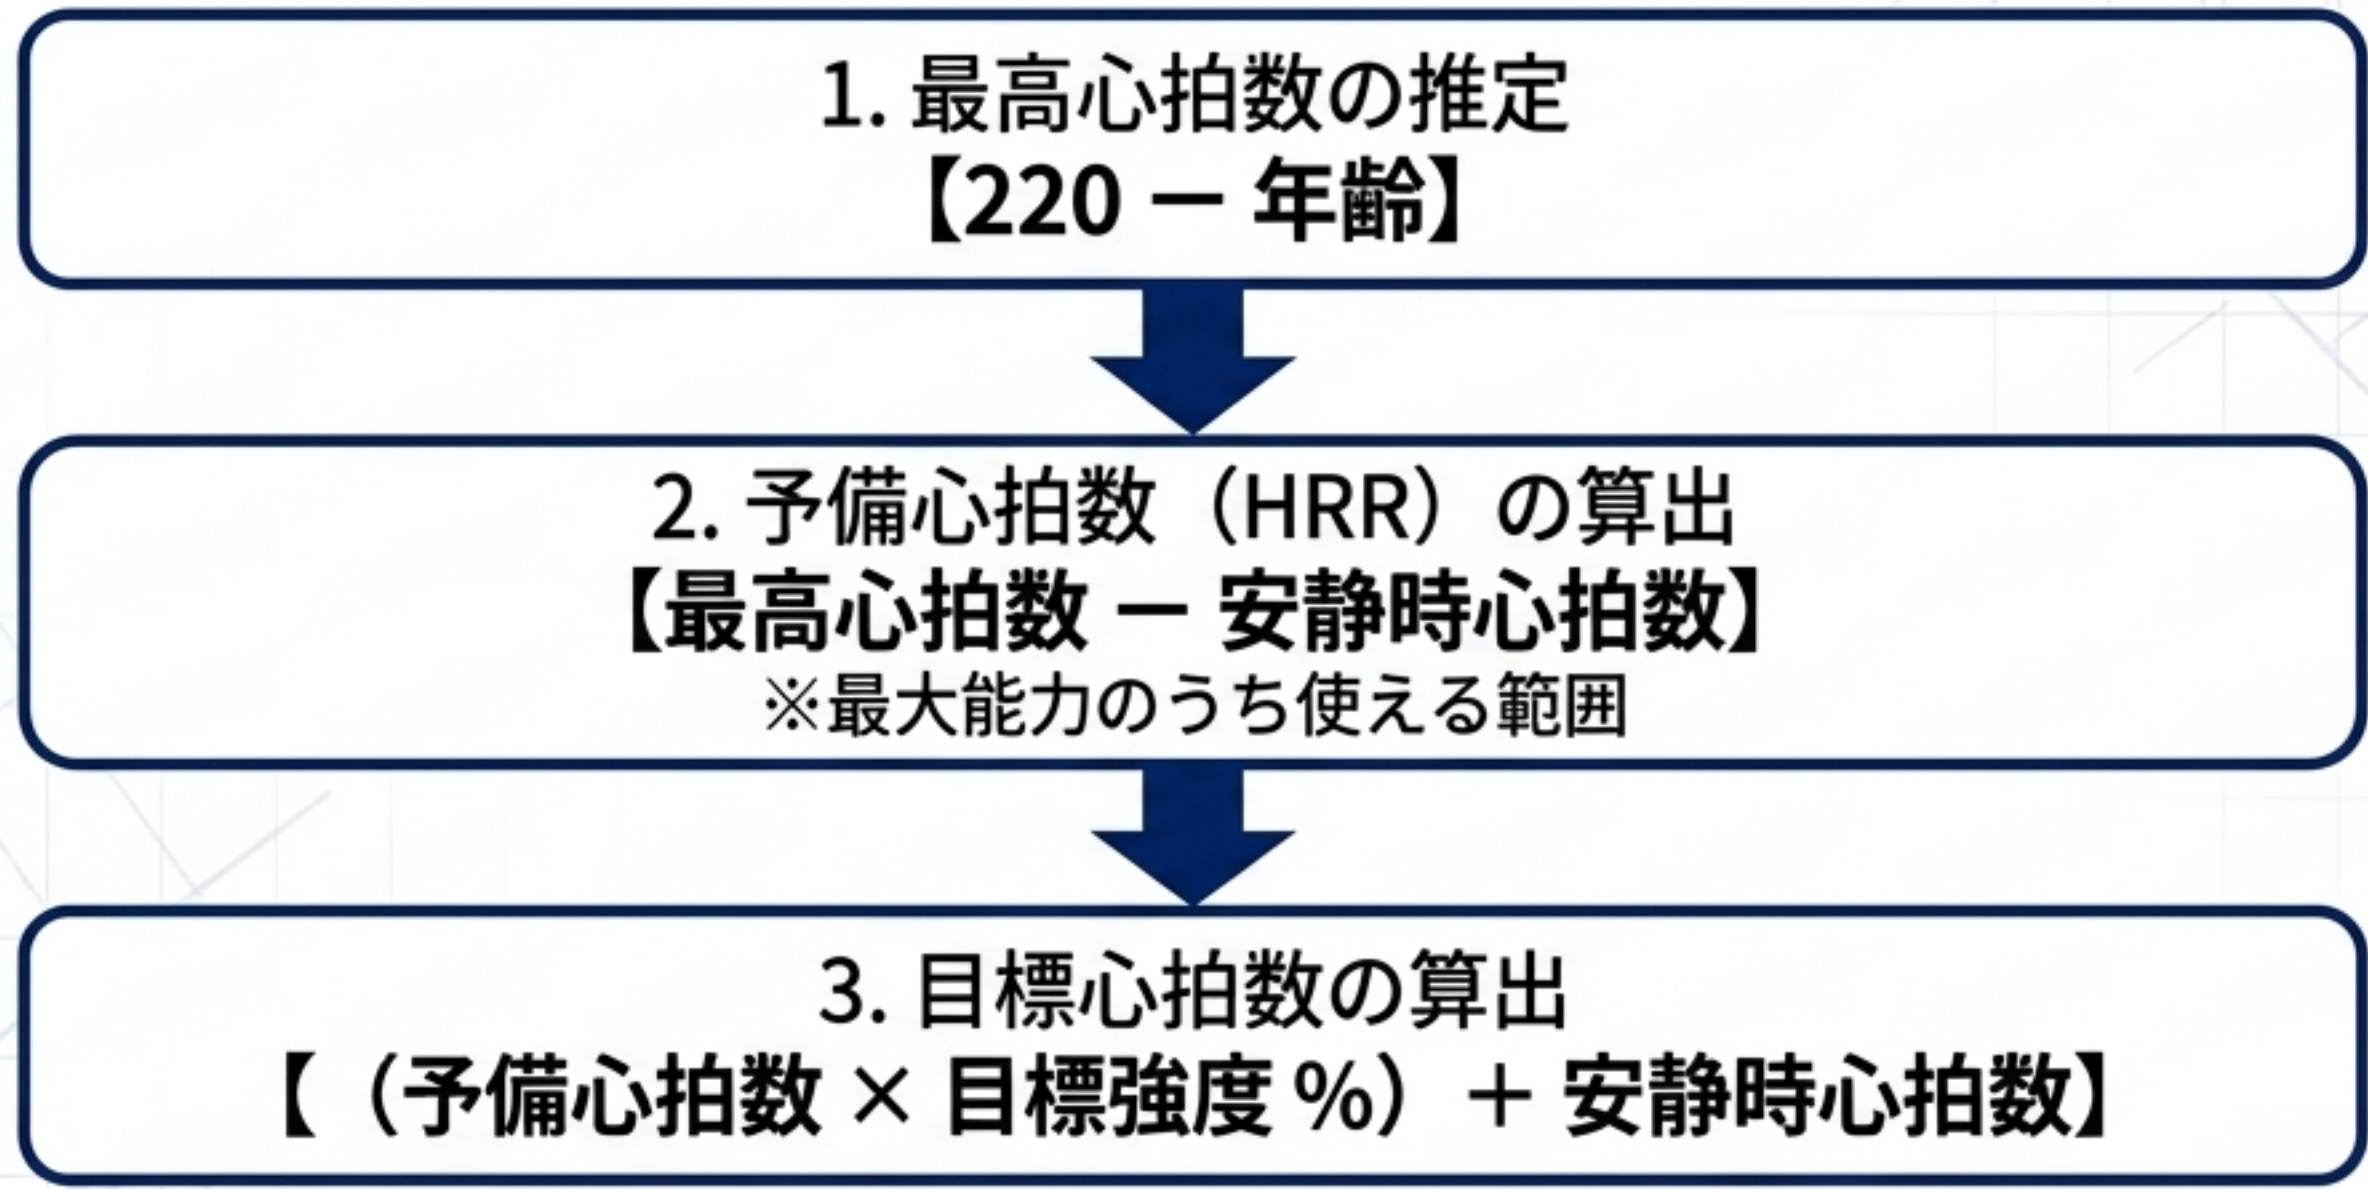 1. 最高心拍数の推定
【220 － 年齢】
2. 予備心拍数（HRR）の算出
【最高心拍数 － 安静時心拍数】
※最大能力のうち使える範囲
3. 目標心拍数の算出
【（予備心拍数 × 目標強度 %）＋ 安静時心拍数】